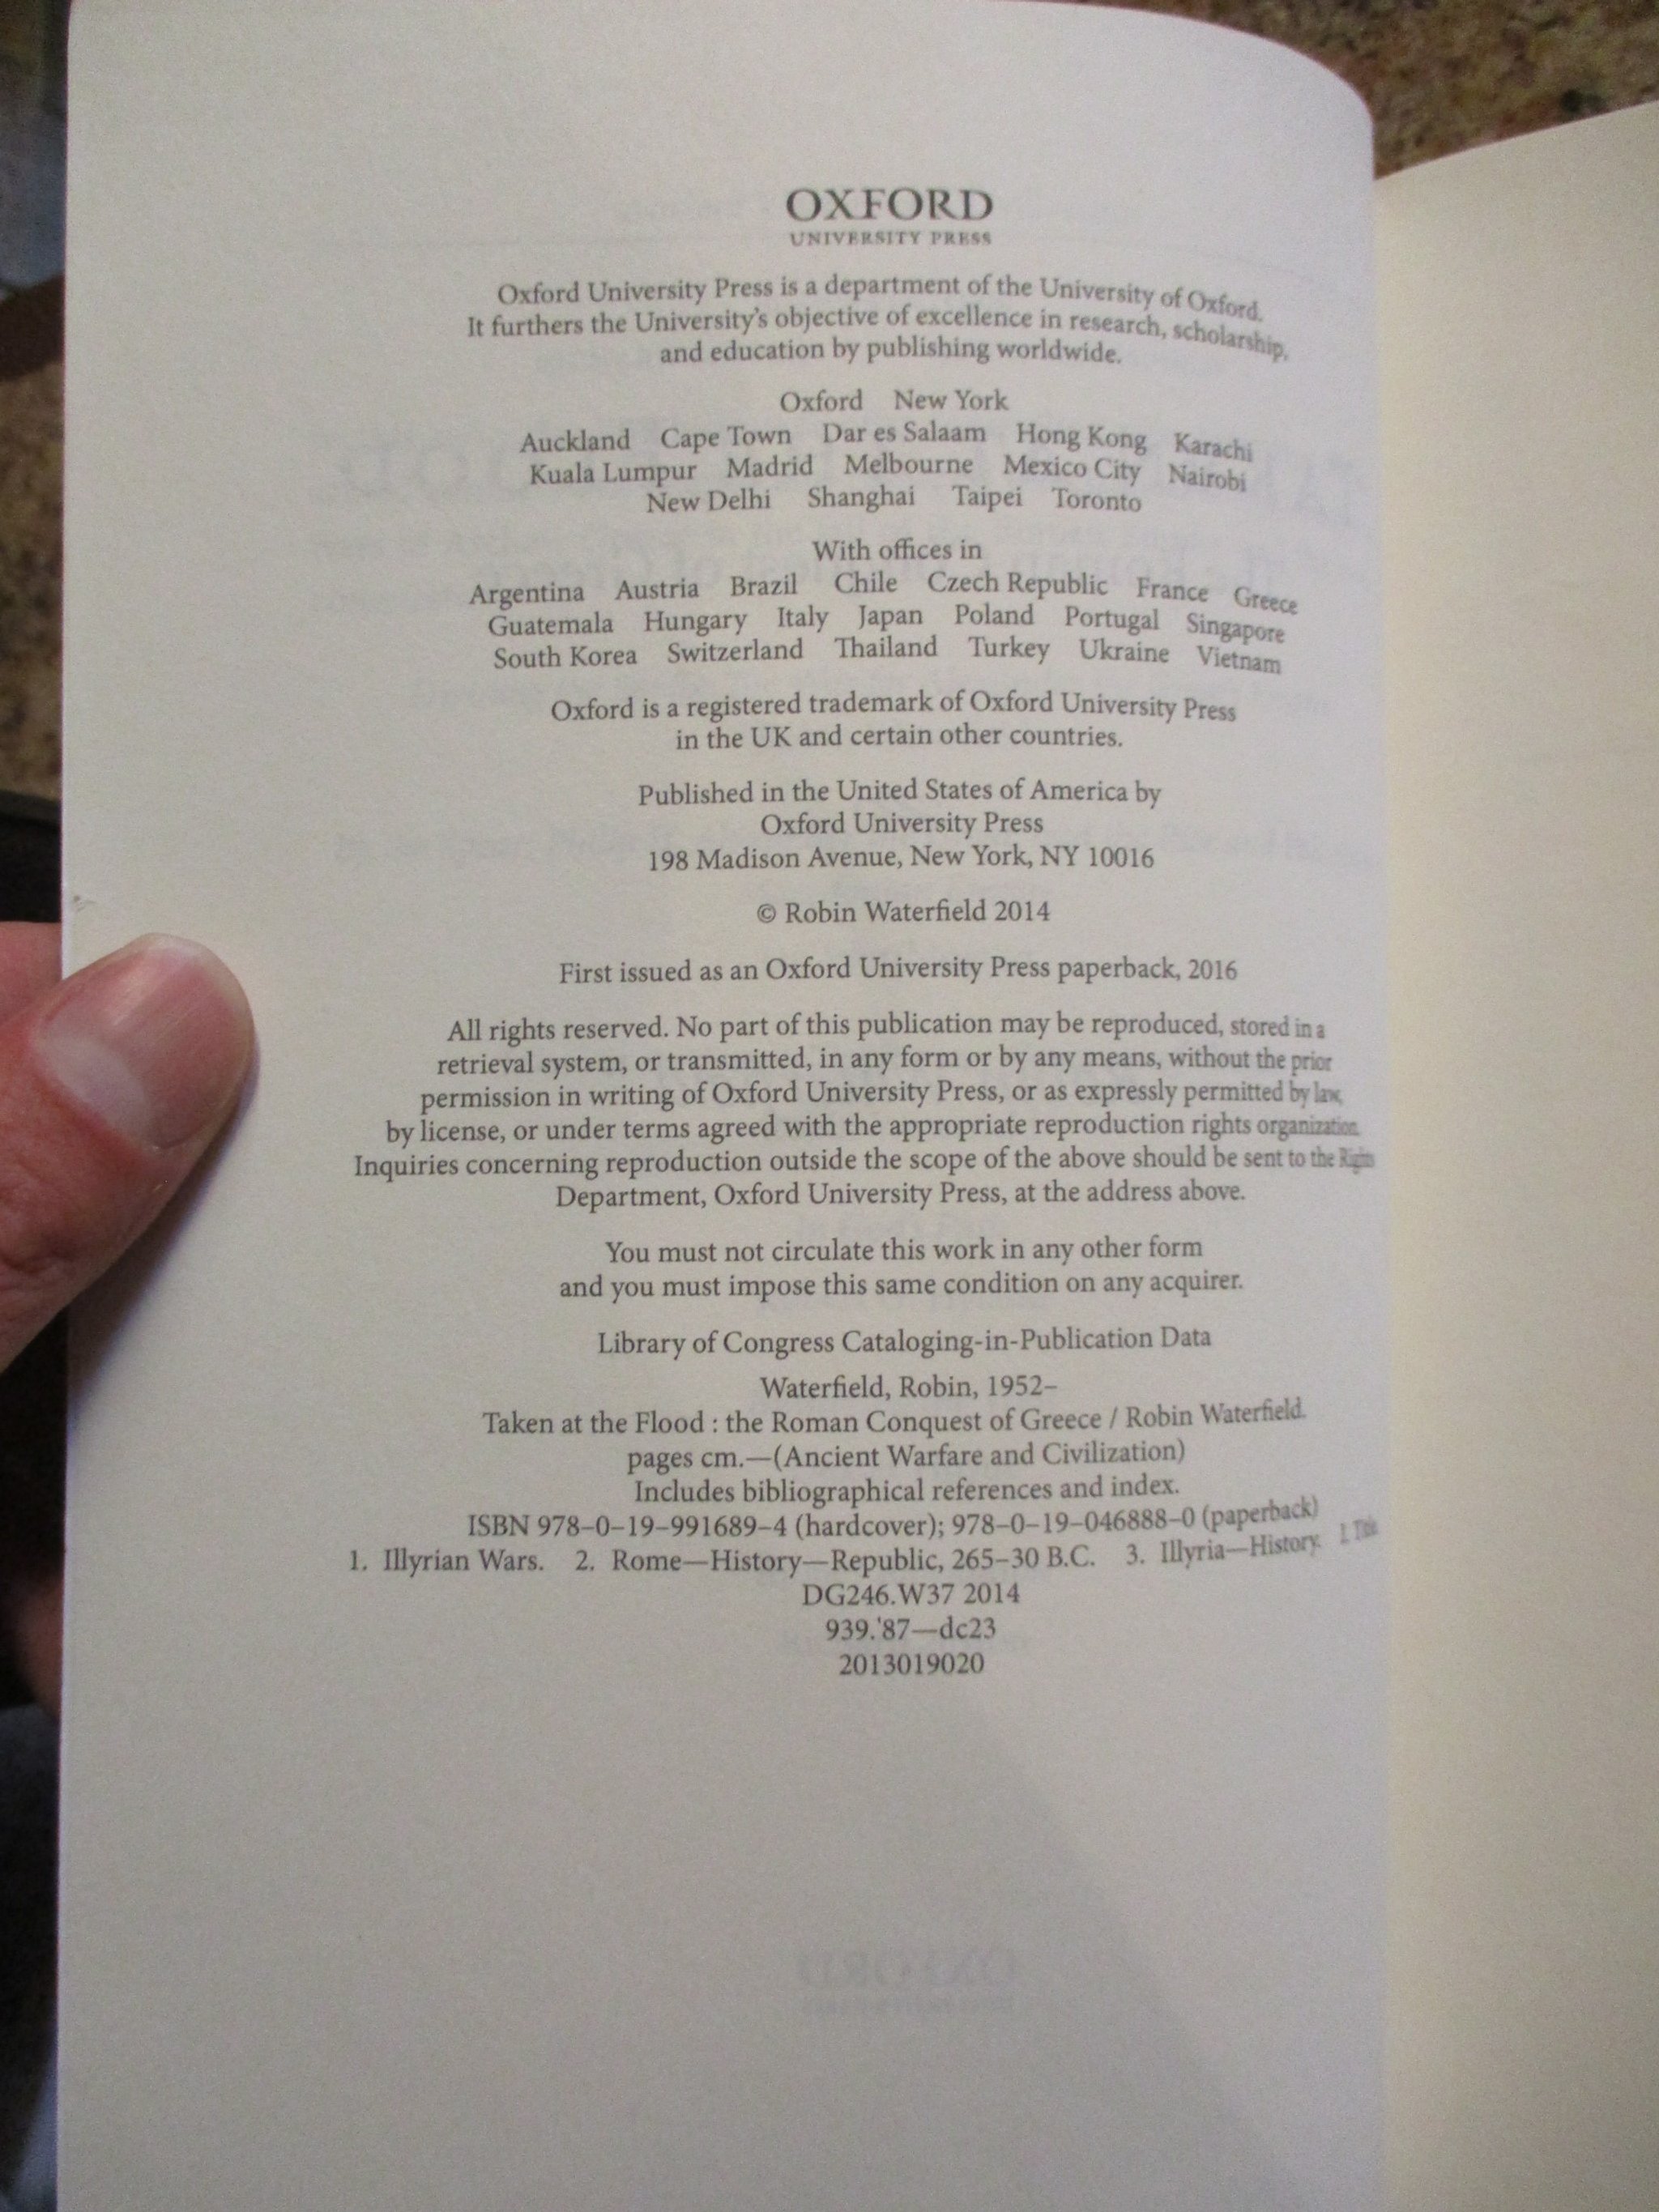 OXFORD
UNIVERSITY PRESS
Oxford University Press is a department of the University of Oxford.
It furthers the University's objective of excellence in research, scholarship,
and education by publishing worldwide.
Oxford New York
Auckland Cape Town Dar es Salaam Hong Kong Karachi
Kuala Lumpur Madrid Melbourne Mexico City Nairobi
New Delhi Shanghai Taipei Toronto
With offices in
Argentina Austria Brazil Chile Czech Republic France Greece
Guatemala Hungary Italy Japan Poland Portugal Singapore
South Korea Switzerland Thailand Turkey Ukraine Vietnam
Oxford is a registered trademark of Oxford University Press
in the UK and certain other countries.
Published in the United States of America by
Oxford University Press
198 Madison Avenue, New York, NY 10016
© Robin Waterfield 2014
First issued as an Oxford University Press paperback, 2016
All rights reserved. No part of this publication may be reproduced, stored in a
retrieval system, or transmitted, in any form or by any means, without the prior
permission in writing of Oxford University Press, or as expressly permitted by law,
by license, or under terms agreed with the appropriate reproduction rights organization.
Inquiries concerning reproduction outside the scope of the above should be sent to the Rights
Department, Oxford University Press, at the address above.
You must not circulate this work in any other form
and you must impose this same condition on any acquirer.
Library of Congress Cataloging-in-Publication Data
Waterfield, Robin, 1952–
Taken at the Flood : the Roman Conquest of Greece / Robin Waterfield.
pages cm.—(Ancient Warfare and Civilization)
Includes bibliographical references and index.
ISBN 978–0–19–991689–4 (hardcover); 978–0–19–046888–0 (paperback)
1. Illyrian Wars. 2. Rome—History—Republic, 265–30 B.C. 3. Illyria—History. I. Title
DG246.W37 2014
939.'87—dc23
2013019020